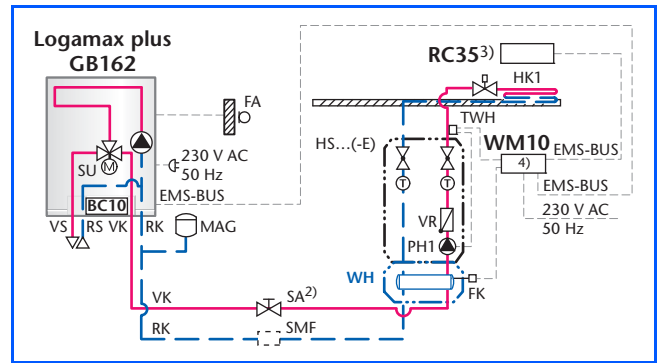 Logamax plus
GB162
RC35³⁾
HK1
FA
TWH
HS...(-E)
WM10
4)
EMS-BUS
230 V AC
50 Hz
SU
M
T
T
EMS-BUS
EMS-BUS
BC10
VS RS VK RK
MAG
VR
230 V AC
50 Hz
PH1
WH
FK
VK
SA²⁾
RK
SMF